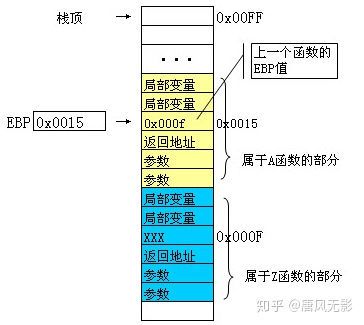 栈顶
0x00FF
上一个函数的
EBP值
...
局部变量
局部变量
EBP 0x0015
0x000f
0x0015
返回地址
参数
参数
属于A函数的部分
局部变量
局部变量
XXX
0x000F
返回地址
参数
参数
属于Z函数的部分
知乎 @唐风无影